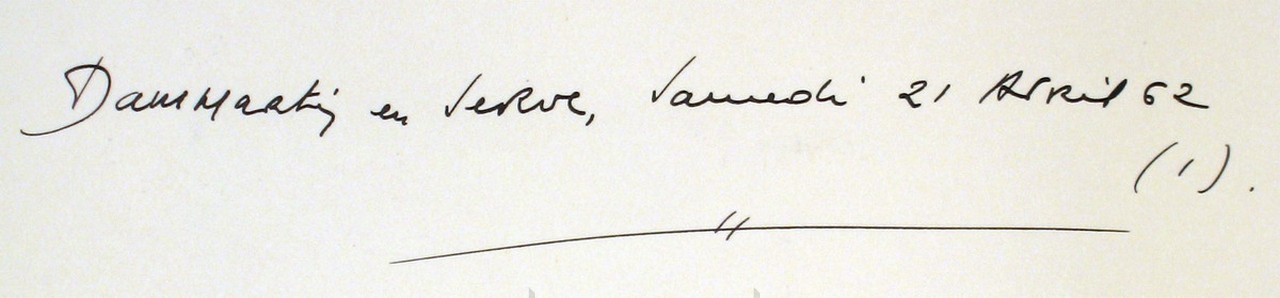 Dammartin en Serve, Samedi 21 Avril 62
(1).